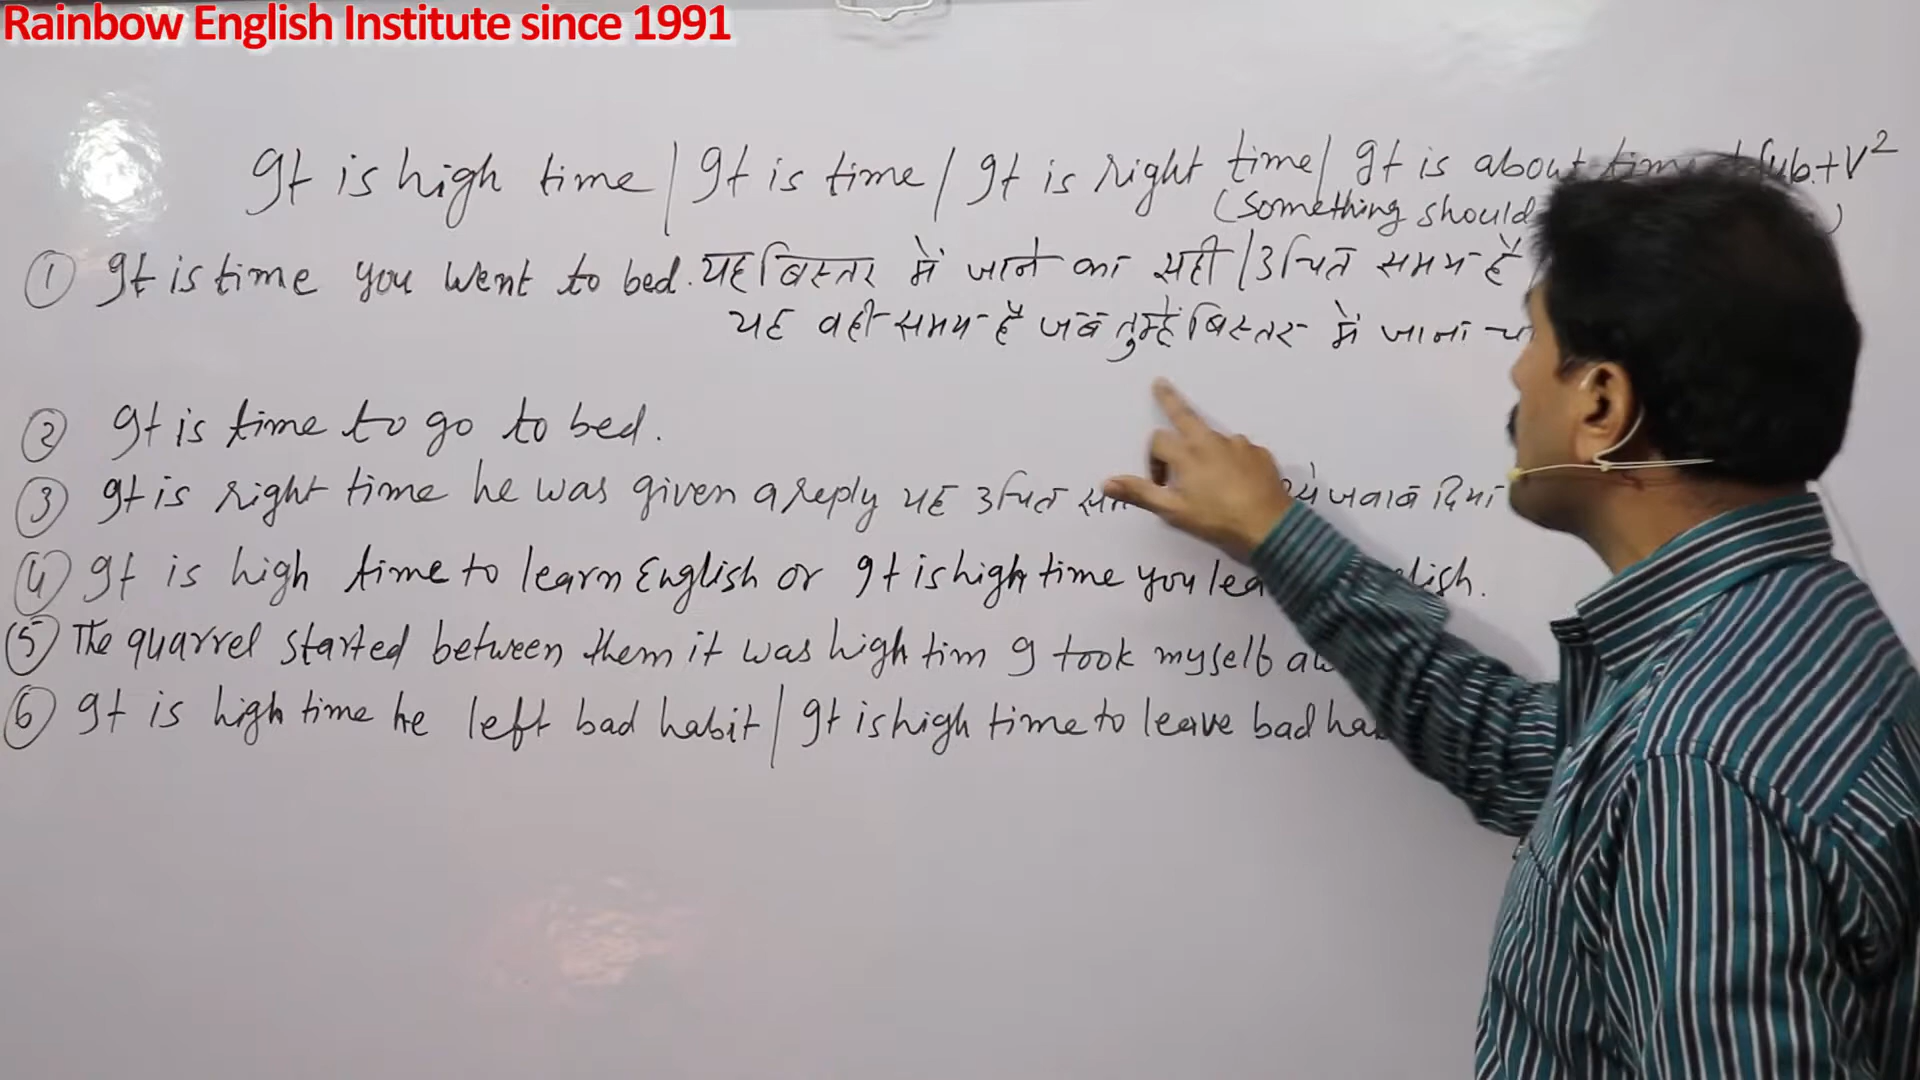 Rainbow English Institute since 1991
It is high time / It is time / It is right time / It is about time + Sub. + V²
(Something should
① It is time you went to bed. यह बिस्तर में जाने का सही / उचित समय है
यह वही समय है जब तुम्हें बिस्तर में जाना
② It is time to go to bed.
③ It is right time he was given a reply यह उचित जवाब दिया
④ It is high time to learn English or It is high time you
⑤ The quarrel started between them it was high tim I took myself
⑥ It is high time he left bad habit / It is high time to leave bad